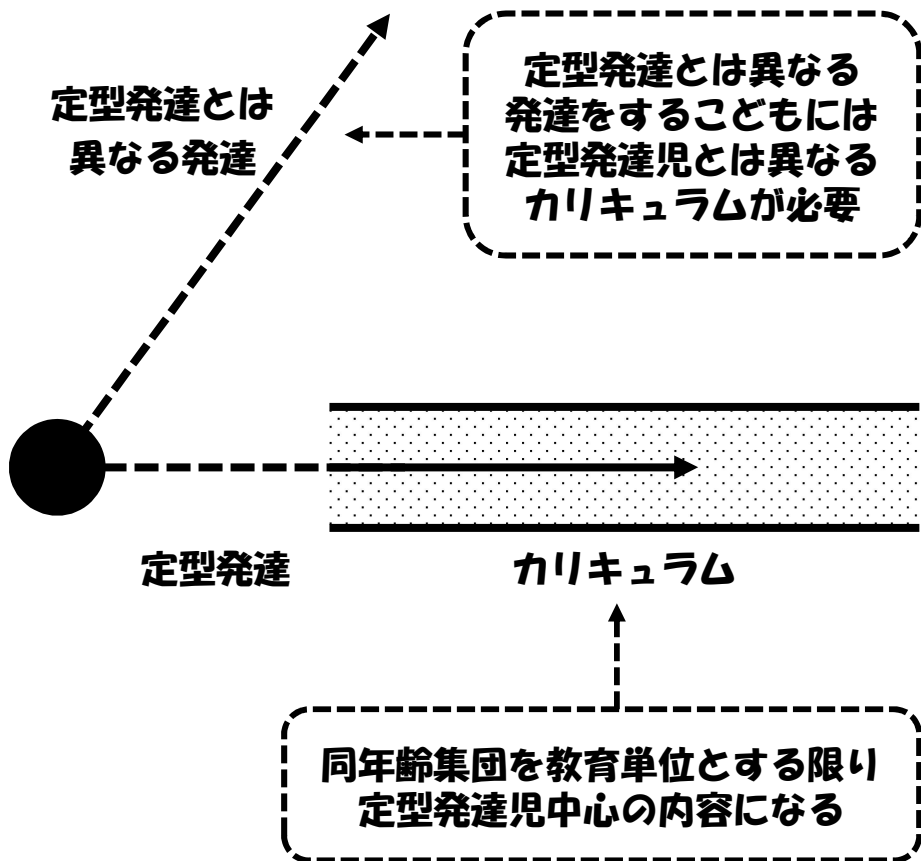 定型発達とは
異なる発達
定型発達とは異なる
発達をするこどもには
定型発達児とは異なる
カリキュラムが必要
定型発達
カリキュラム
同年齢集団を教育単位とする限り
定型発達児中心の内容になる